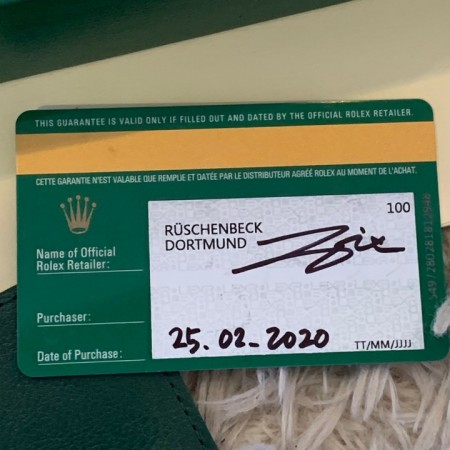 THIS GUARANTEE IS VALID ONLY IF FILLED OUT AND DATED BY THE OFFICIAL ROLEX RETAILER.
CETTE GARANTIE N'EST VALABLE QUE REMPLIE ET DATÉE PAR LE DISTRIBUTEUR AGRÉÉ ROLEX AU MOMENT DE L'ACHAT.
100
RÜSCHENBECK
DORTMUND
Name of Official
Rolex Retailer:
Purchaser:
25.02.2020
Date of Purchase:
TT/MM/JJJJ